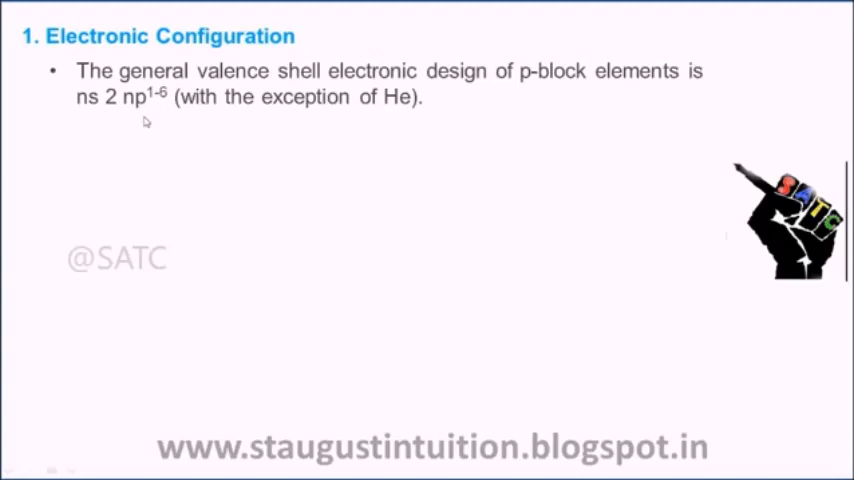 1. Electronic Configuration
• The general valence shell electronic design of p-block elements is
ns 2 np¹⁻⁶ (with the exception of He).
SATC
@SATC
www.staugustintuition.blogspot.in